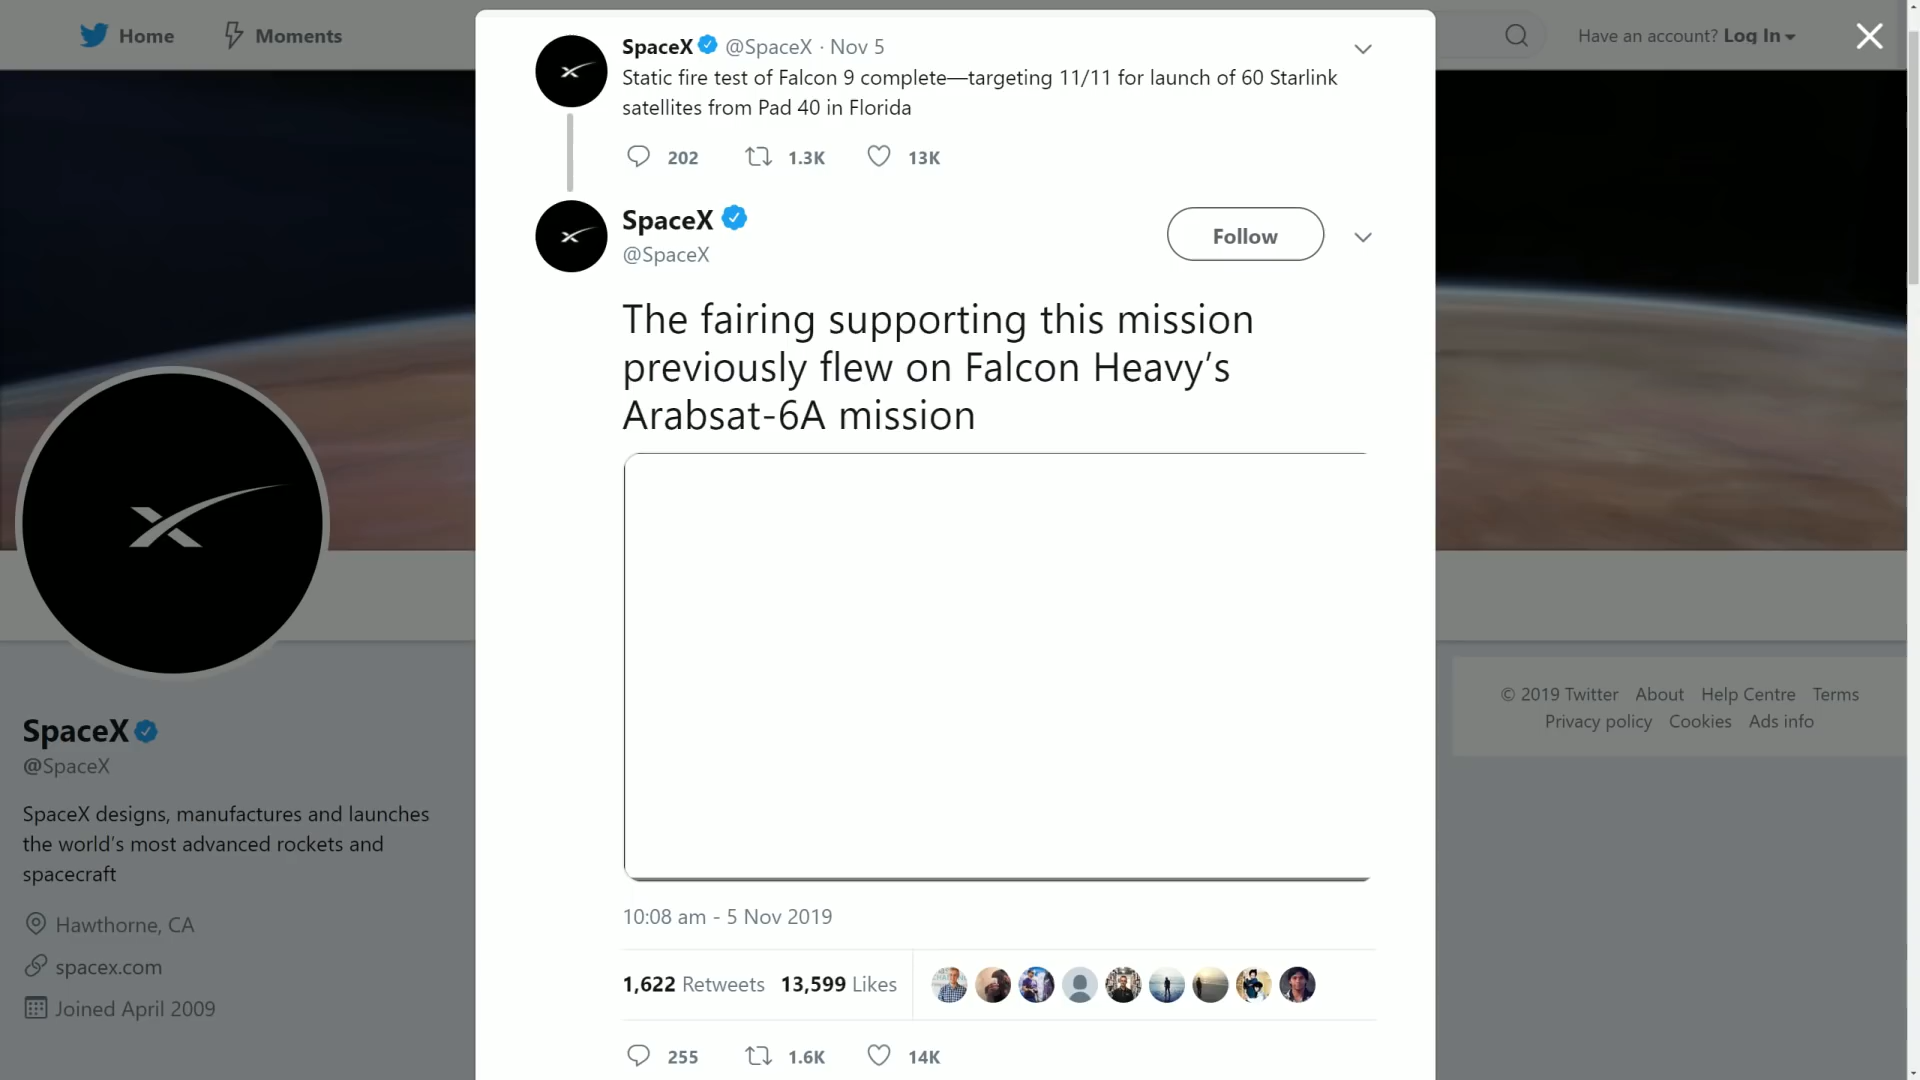 Home
Moments
Have an account? Log In
SpaceX @SpaceX · Nov 5
Static fire test of Falcon 9 complete—targeting 11/11 for launch of 60 Starlink
satellites from Pad 40 in Florida
202 1.3K 13K
SpaceX
@SpaceX
Follow
The fairing supporting this mission
previously flew on Falcon Heavy’s
Arabsat-6A mission
10:08 am - 5 Nov 2019
1,622 Retweets 13,599 Likes
255 1.6K 14K
SpaceX
@SpaceX
SpaceX designs, manufactures and launches
the world’s most advanced rockets and
spacecraft
Hawthorne, CA
spacex.com
Joined April 2009
© 2019 Twitter About Help Centre Terms
Privacy policy Cookies Ads info